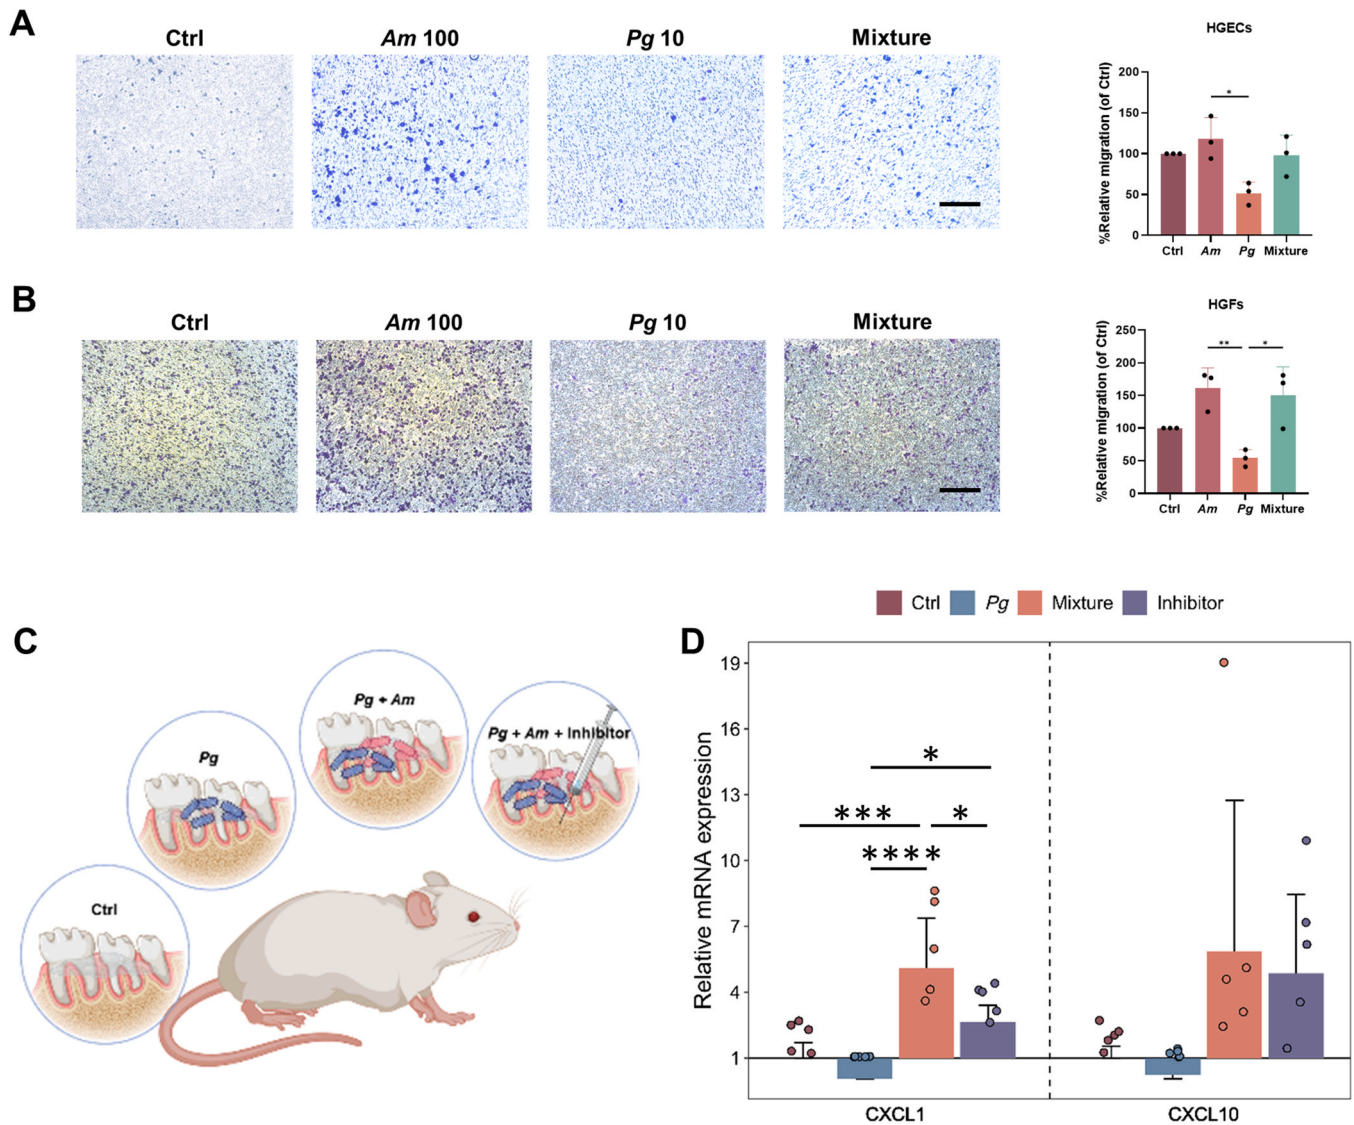 A
Ctrl
Am 100
Pg 10
Mixture
HGECs
%Relative migration (of Ctrl)
200
150
100
50
0
*
Ctrl
Am
Pg
Mixture
B
Ctrl
Am 100
Pg 10
Mixture
HGFs
%Relative migration (of Ctrl)
250
200
150
100
50
0
**
*
Ctrl
Am
Pg
Mixture
C
Ctrl
Pg
Pg + Am
Pg + Am + Inhibitor
D
Ctrl
Pg
Mixture
Inhibitor
Relative mRNA expression
19
16
13
10
7
4
1
*
***
*
****
CXCL1
CXCL10